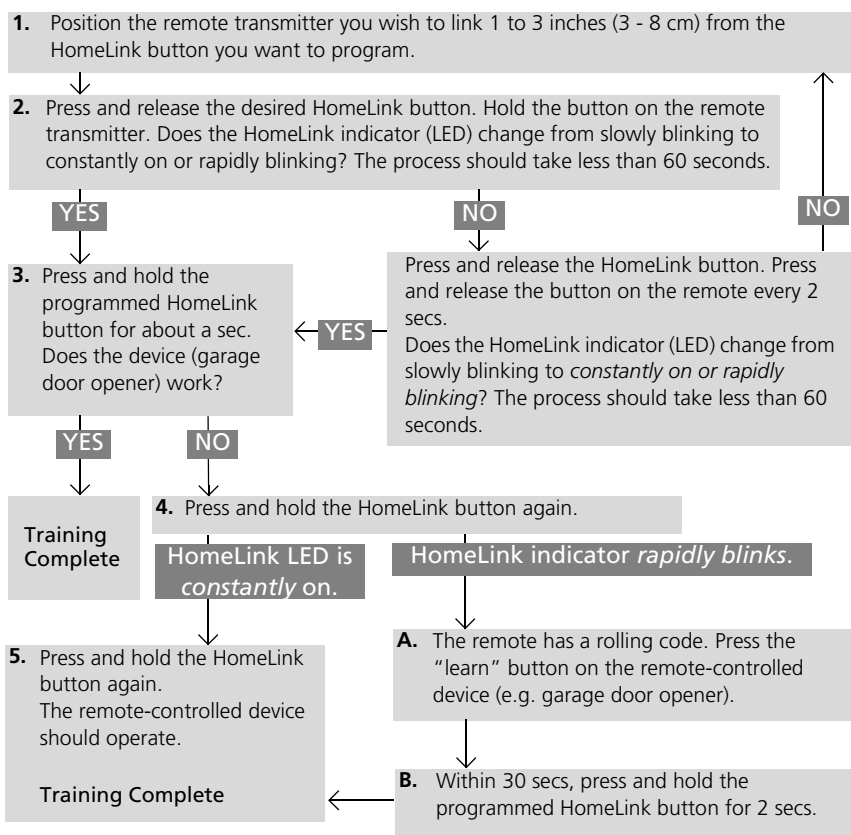 1. Position the remote transmitter you wish to link 1 to 3 inches (3 - 8 cm) from the
HomeLink button you want to program.
2. Press and release the desired HomeLink button. Hold the button on the remote
transmitter. Does the HomeLink indicator (LED) change from slowly blinking to
constantly on or rapidly blinking? The process should take less than 60 seconds.
YES
NO
NO
3. Press and hold the
programmed HomeLink
button for about a sec.
Does the device (garage
door opener) work?
YES
Press and release the HomeLink button. Press
and release the button on the remote every 2
secs.
Does the HomeLink indicator (LED) change from
slowly blinking to constantly on or rapidly
blinking? The process should take less than 60
seconds.
YES
NO
Training
Complete
4. Press and hold the HomeLink button again.
HomeLink LED is
constantly on.
HomeLink indicator rapidly blinks.
5. Press and hold the HomeLink
button again.
The remote-controlled device
should operate.
Training Complete
A. The remote has a rolling code. Press the
“learn” button on the remote-controlled
device (e.g. garage door opener).
B. Within 30 secs, press and hold the
programmed HomeLink button for 2 secs.